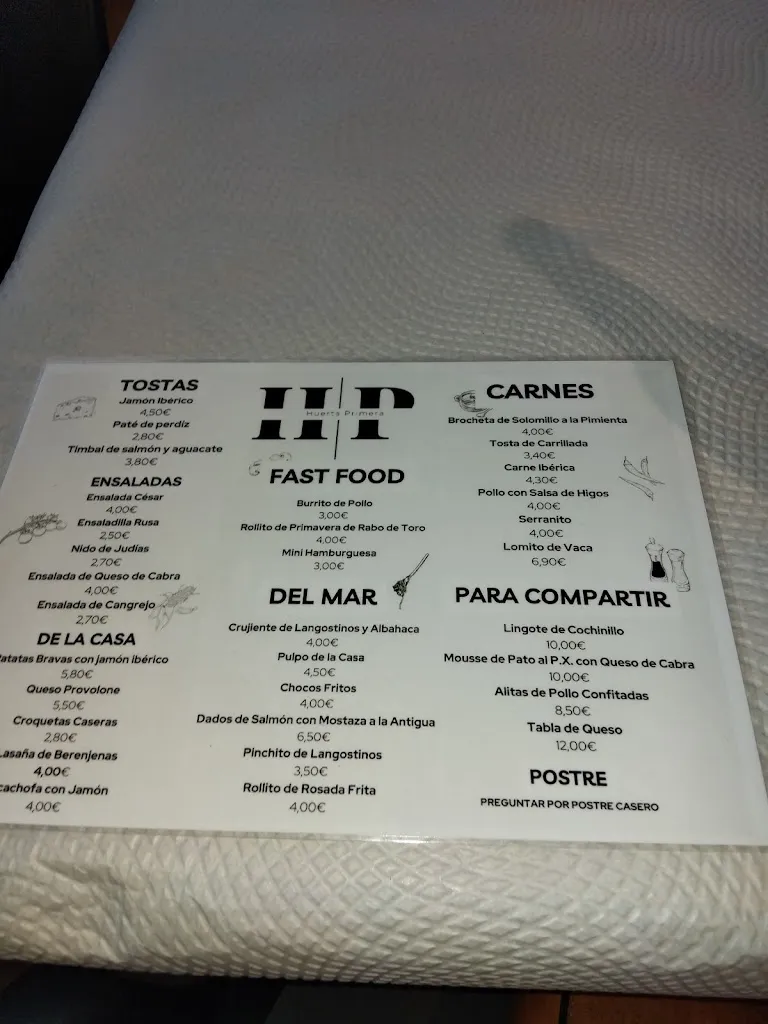 TOSTAS
Jamón Ibérico
4,50€
Paté de perdiz
2,80€
Timbal de salmón y aguacate
3,80€
ENSALADAS
Ensalada César
4,00€
Ensaladilla Rusa
2,50€
Nido de Judías
2,70€
Ensalada de Queso de Cabra
4,00€
Ensalada de Cangrejo
2,70€
DE LA CASA
atatas Bravas con jamón ibérico
5,80€
Queso Provolone
5,50€
Croquetas Caseras
2,80€
asaña de Berenjenas
4,00€
cachofa con Jamón
4,00€
HP
Huerta Primera
FAST FOOD
Burrito de Pollo
3,00€
Rollito de Primavera de Rabo de Toro
4,00€
Mini Hamburguesa
3,00€
DEL MAR
Crujiente de Langostinos y Albahaca
4,00€
Pulpo de la Casa
4,50€
Chocos Fritos
4,00€
Dados de Salmón con Mostaza a la Antigua
6,50€
Pinchito de Langostinos
3,50€
Rollito de Rosada Frita
4,00€
CARNES
Brocheta de Solomillo a la Pimienta
4,00€
Tosta de Carrillada
3,40€
Carne Ibérica
4,30€
Pollo con Salsa de Higos
4,00€
Serranito
4,00€
Lomito de Vaca
6,90€
PARA COMPARTIR
Lingote de Cochinillo
10,00€
Mousse de Pato al P.X. con Queso de Cabra
10,00€
Alitas de Pollo Confitadas
8,50€
Tabla de Queso
12,00€
POSTRE
PREGUNTAR POR POSTRE CASERO